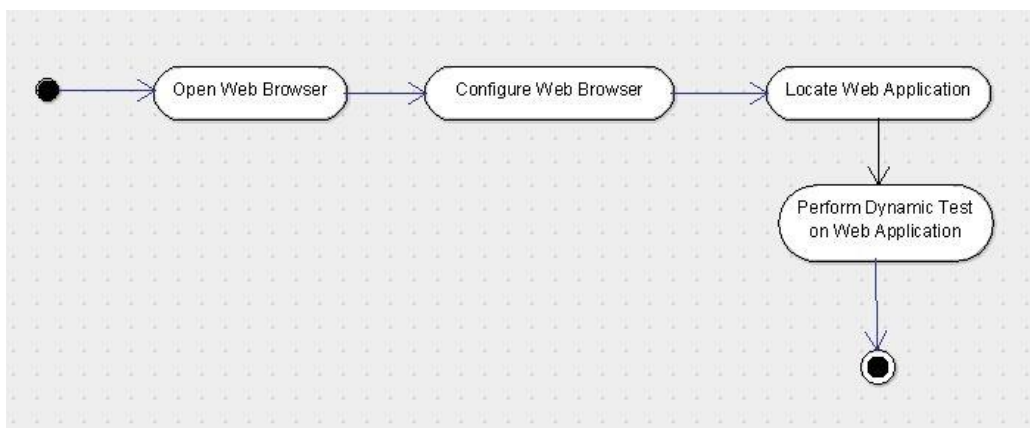 Open Web Browser
Configure Web Browser
Locate Web Application
Perform Dynamic Test
on Web Application